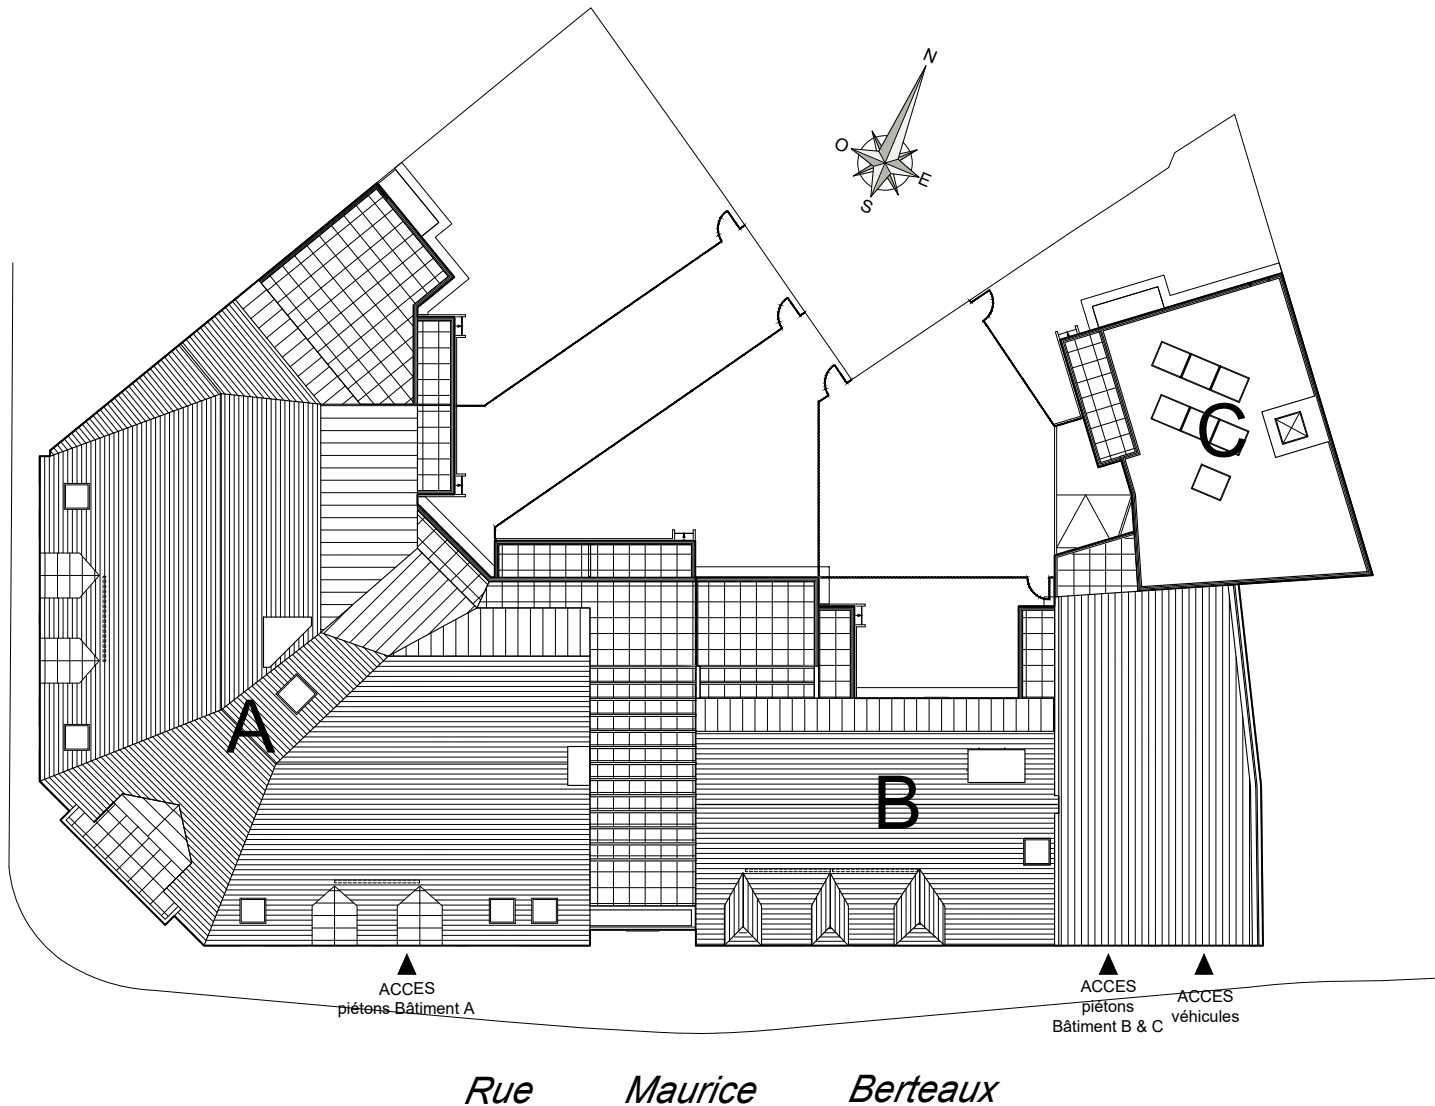 N
O
E
S
C
A
B
ACCES
piétons Bâtiment A
ACCES
piétons
Bâtiment B & C
ACCES
véhicules
Rue Maurice Berteaux